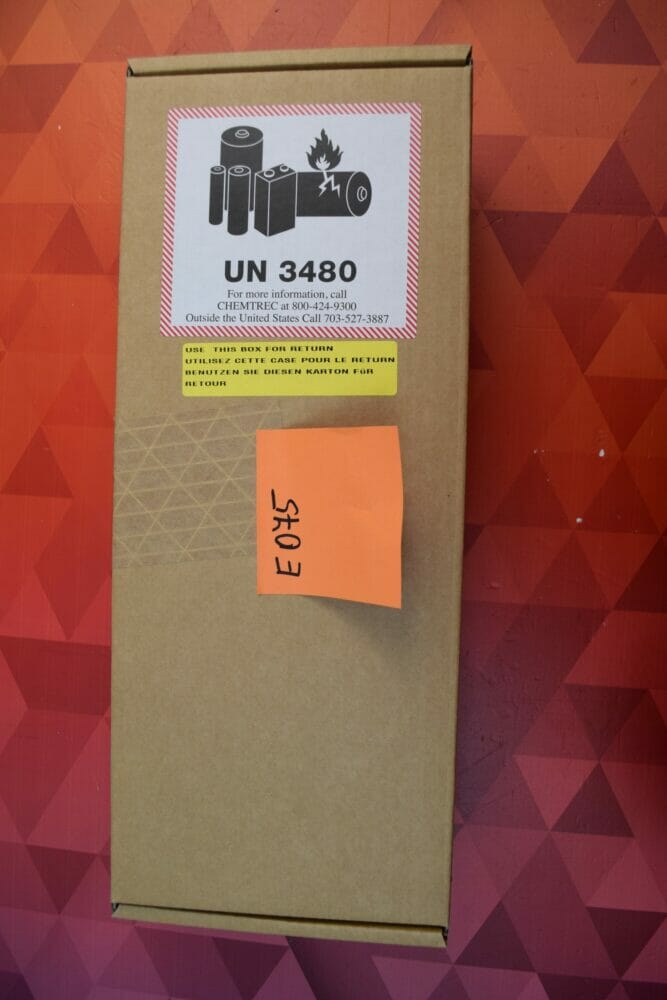 UN 3480
For more information, call
CHEMTREC at 800-424-9300
Outside the United States Call 703-527-3887
USE THIS BOX FOR RETURN
UTILISEZ CETTE CASE POUR LE RETURN
BENUTZEN SIE DIESEN KARTON FüR
RETOUR
E075